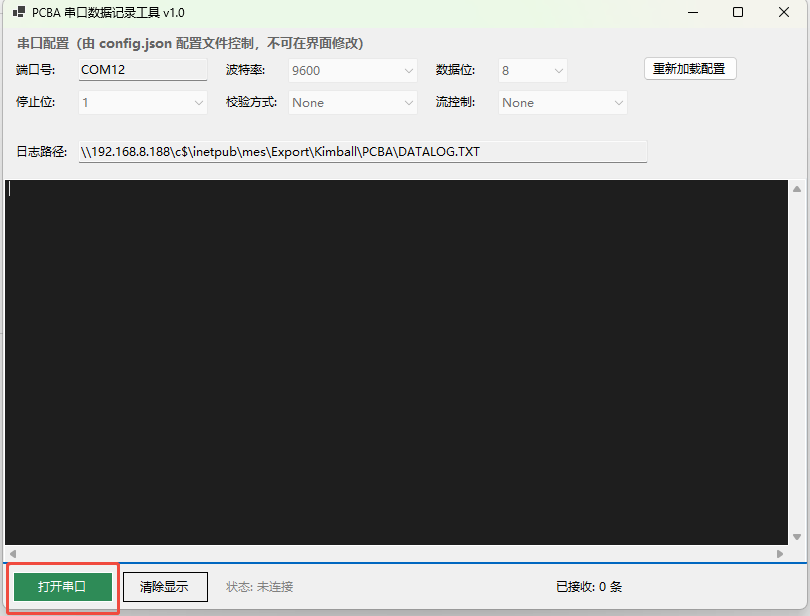 PCBA 串口数据记录工具 v1.0
串口配置（由 config.json 配置文件控制，不可在界面修改）
端口号: COM12 波特率: 9600 数据位: 8 重新加载配置
停止位: 1 校验方式: None 流控制: None
日志路径: \\192.168.8.188\c$\inetpub\mes\Export\Kimball\PCBA\DATALOG.TXT
打开串口 清除显示 状态: 未连接 已接收: 0 条